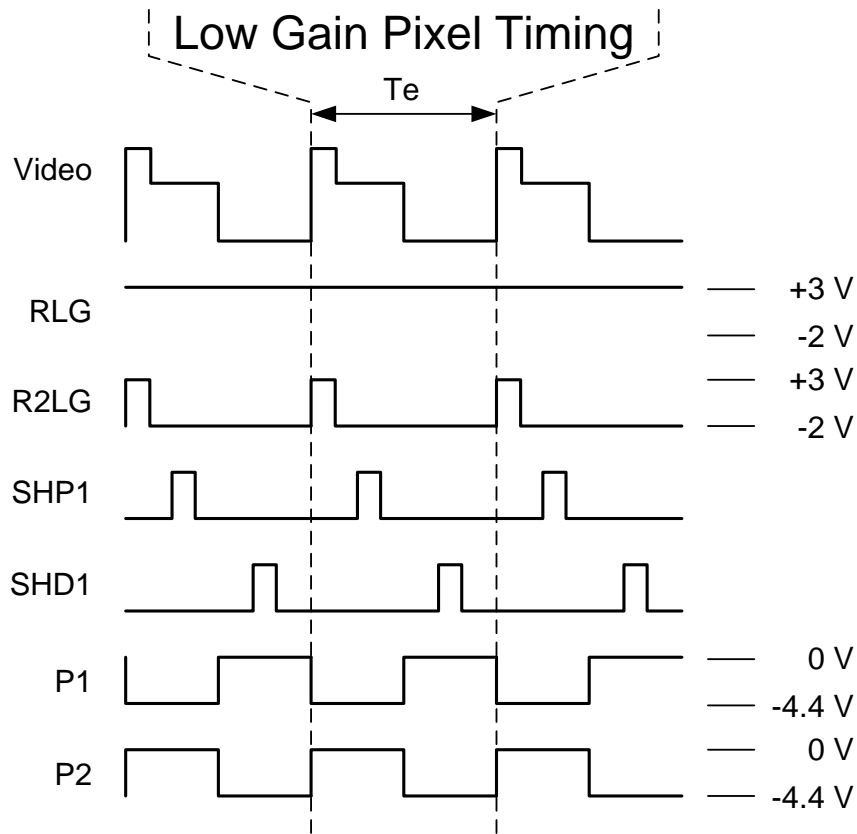 Low Gain Pixel Timing
Te
Video
RLG
+3 V
-2 V
R2LG
+3 V
-2 V
SHP1
SHD1
P1
0 V
-4.4 V
P2
0 V
-4.4 V